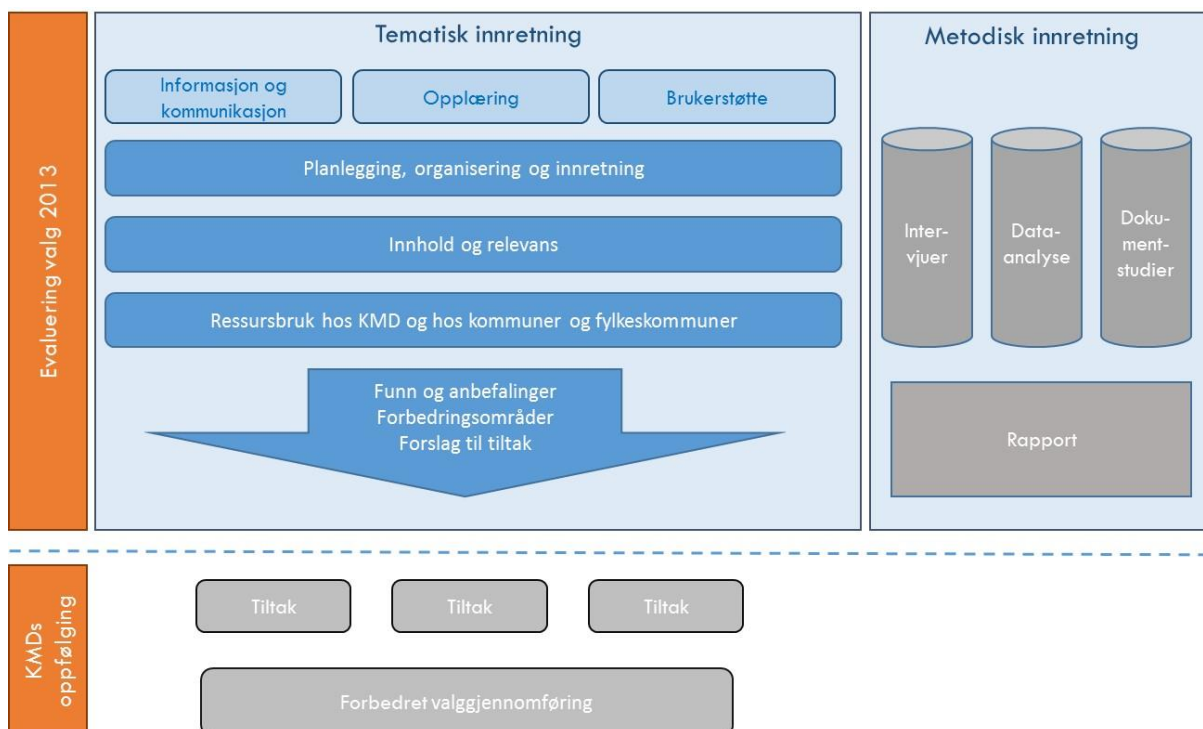 Evaluering valg 2013
Tematisk innretning
Informasjon og
kommunikasjon
Opplæring
Brukerstøtte
Planlegging, organisering og innretning
Innhold og relevans
Ressursbruk hos KMD og hos kommuner og fylkeskommuner
Funn og anbefalinger
Forbedringsområder
Forslag til tiltak
Metodisk innretning
Inter-
vjuer
Data-
analyse
Doku-
ment-
studier
Rapport
KMDs
oppfølging
Tiltak
Tiltak
Tiltak
Forbedret valggjennomføring